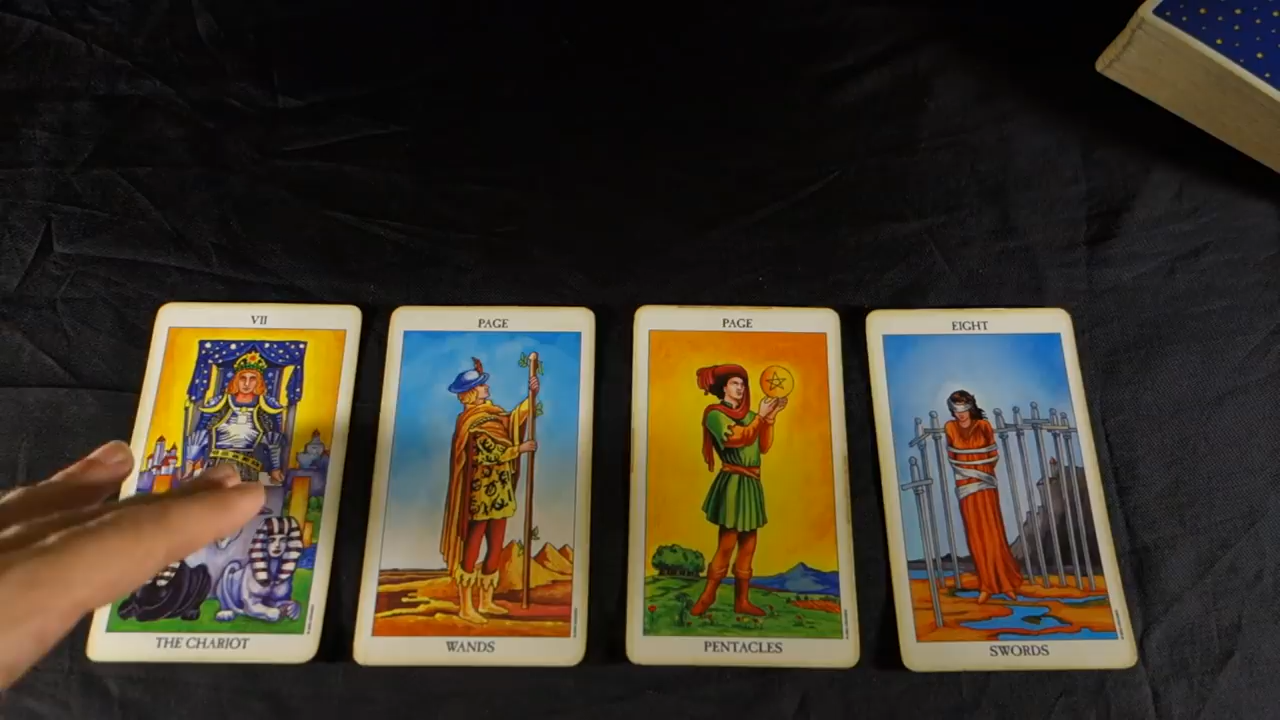 VII
THE CHARIOT
PAGE
WANDS
PAGE
PENTACLES
EIGHT
SWORDS